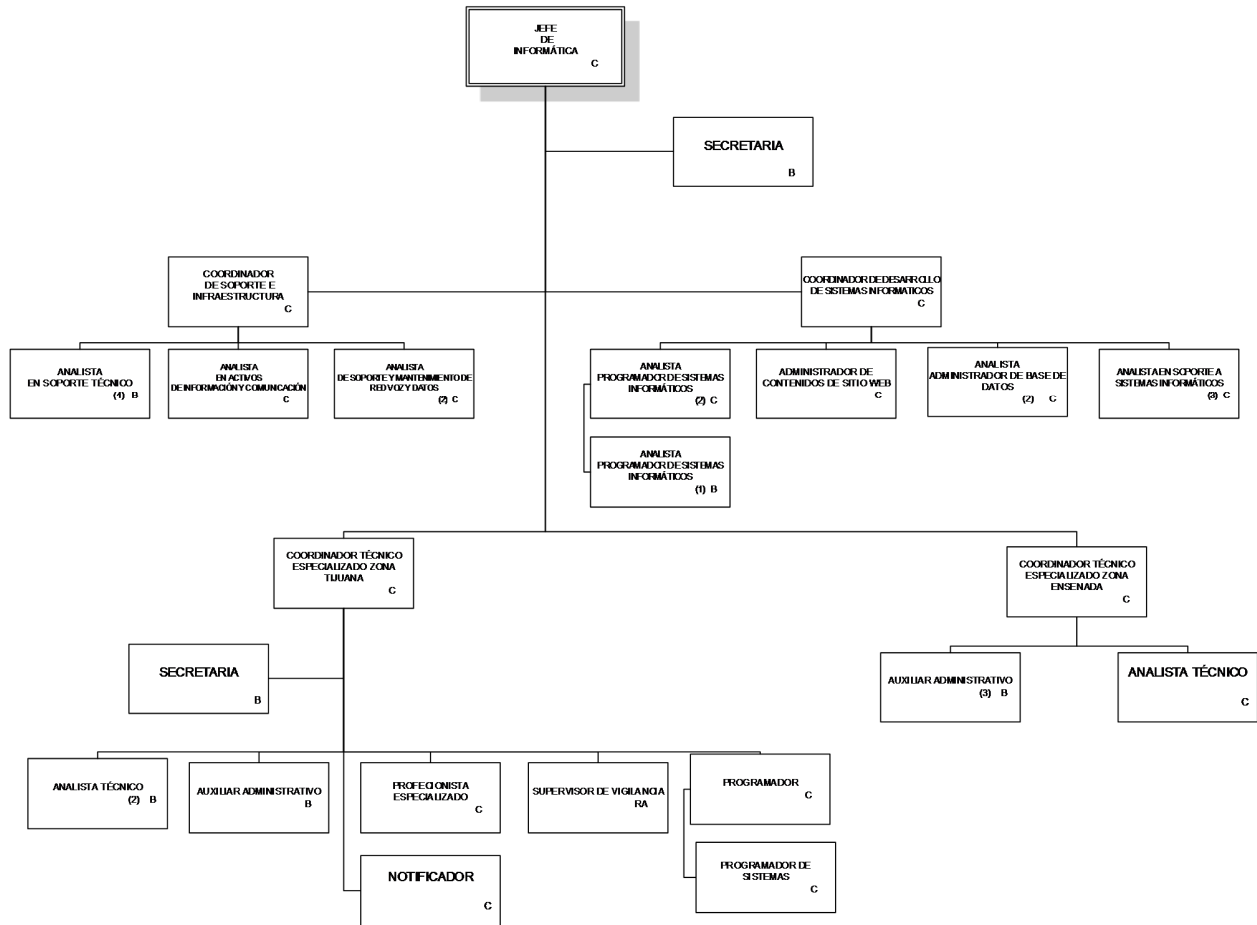 JEFE
DE
INFORMÁTICA
C
SECRETARIA
B
COORDINADOR
DE SOPORTE E
INFRAESTRUCTURA
C
COORDINADOR DE DESARROLLO
DE SISTEMAS INFORMATICOS
C
ANALISTA
EN SOPORTE TÉCNICO
(4) B
ANALISTA
EN ACTIVOS
DE INFORMACIÓN Y COMUNICACIÓN
C
ANALISTA
DE SOPORTE Y MANTENIMIENTO DE
RED VOZ Y DATOS
(2) C
ANALISTA
PROGRAMADOR DE SISTEMAS
INFORMÁTICOS
(2) C
ADMINISTRADOR DE
CONTENIDOS DE SITIO WEB
C
ANALISTA
ADMINISTRADOR DE BASE DE
DATOS
(2) C
ANALISTA EN SOPORTE A
SISTEMAS INFORMÁTICOS
(3) C
ANALISTA
PROGRAMADOR DE SISTEMAS
INFORMÁTICOS
(1) B
COORDINADOR TÉCNICO
ESPECIALIZADO ZONA
TIJUANA
C
COORDINADOR TÉCNICO
ESPECIALIZADO ZONA
ENSENADA
C
SECRETARIA
B
AUXILIAR ADMINISTRATIVO
(3) B
ANALISTA TÉCNICO
C
ANALISTA TÉCNICO
(2) B
AUXILIAR ADMINISTRATIVO
B
PROFECIONISTA
ESPECIALIZADO
C
SUPERVISOR DE VIGILANCIA
RA
PROGRAMADOR
C
NOTIFICADOR
C
PROGRAMADOR DE
SISTEMAS
C